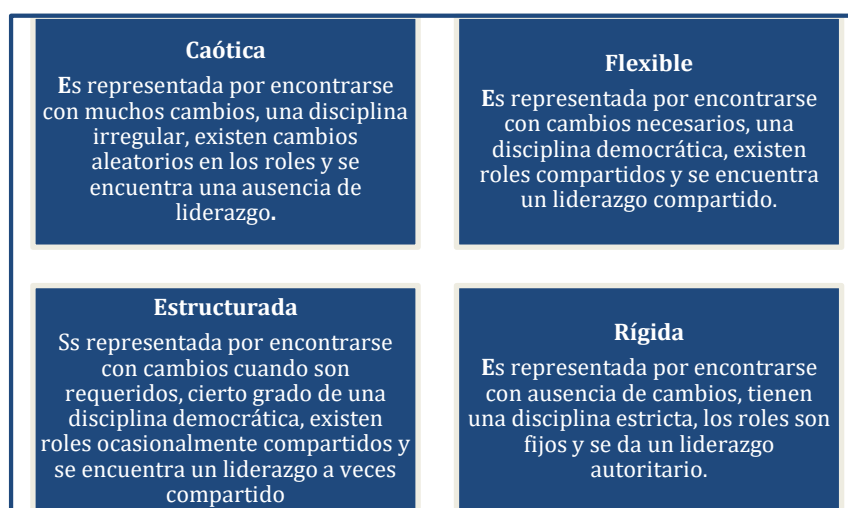 Caótica
Es representada por encontrarse
con muchos cambios, una disciplina
irregular, existen cambios
aleatorios en los roles y se
encuentra una ausencia de
liderazgo.
Flexible
Es representada por encontrarse
con cambios necesarios, una
disciplina democrática, existen
roles compartidos y se encuentra
un liderazgo compartido.
Estructurada
Ss representada por encontrarse
con cambios cuando son
requeridos, cierto grado de una
disciplina democrática, existen
roles ocasionalmente compartidos y
se encuentra un liderazgo a veces
compartido
Rígida
Es representada por encontrarse
con ausencia de cambios, tienen
una disciplina estricta, los roles son
fijos y se da un liderazgo
autoritario.